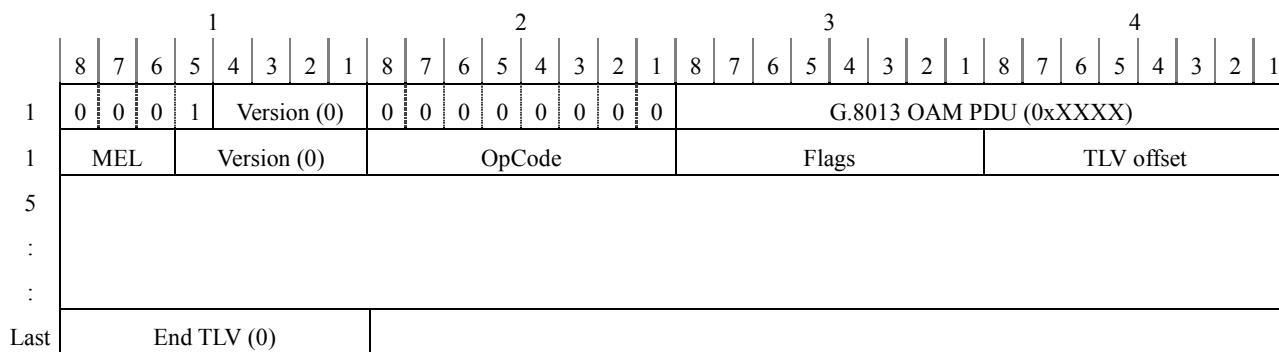 1 2 3 4
8 7 6 5 4 3 2 1 8 7 6 5 4 3 2 1 8 7 6 5 4 3 2 1 8 7 6 5 4 3 2 1
1 0 0 0 1 Version (0) 0 0 0 0 0 0 0 0 G.8013 OAM PDU (0xXXXX)
1 MEL Version (0) OpCode Flags TLV offset
5
:
:
Last End TLV (0)